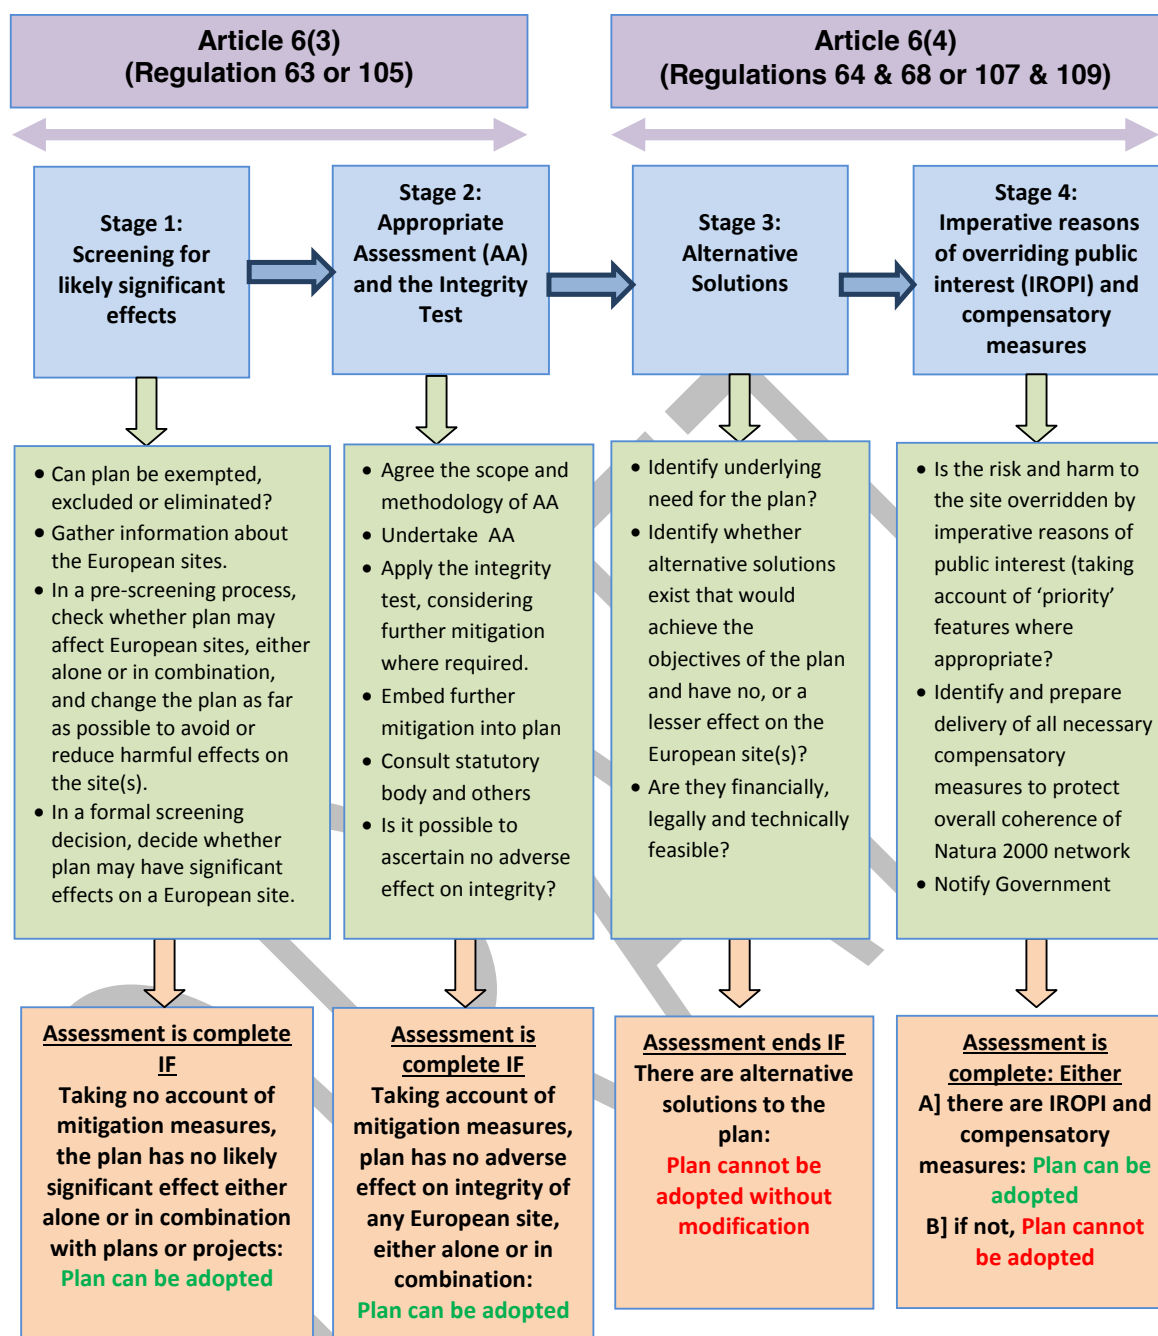 Article 6(3)
(Regulation 63 or 105)
Article 6(4)
(Regulations 64 & 68 or 107 & 109)
Stage 1:
Screening for
likely significant
effects
Stage 2:
Appropriate
Assessment (AA)
and the Integrity
Test
Stage 3:
Alternative
Solutions
Stage 4:
Imperative reasons
of overriding public
interest (IROPI) and
compensatory
measures
• Can plan be exempted,
excluded or eliminated?
• Gather information about
the European sites.
• In a pre-screening process,
check whether plan may
affect European sites, either
alone or in combination,
and change the plan as far
as possible to avoid or
reduce harmful effects on
the site(s).
• In a formal screening
decision, decide whether
plan may have significant
effects on a European site.
• Agree the scope and
methodology of AA
• Undertake AA
• Apply the integrity
test, considering
further mitigation
where required.
• Embed further
mitigation into plan
• Consult statutory
body and others
• Is it possible to
ascertain no adverse
effect on integrity?
• Identify underlying
need for the plan?
• Identify whether
alternative solutions
exist that would
achieve the
objectives of the plan
and have no, or a
lesser effect on the
European site(s)?
• Are they financially,
legally and technically
feasible?
• Is the risk and harm to
the site overridden by
imperative reasons of
public interest (taking
account of ‘priority’
features where
appropriate?
• Identify and prepare
delivery of all necessary
compensatory
measures to protect
overall coherence of
Natura 2000 network
• Notify Government
Assessment is complete
IF
Taking no account of
mitigation measures,
the plan has no likely
significant effect either
alone or in combination
with plans or projects:
Plan can be adopted
Assessment is
complete IF
Taking account of
mitigation measures,
plan has no adverse
effect on integrity of
any European site,
either alone or in
combination:
Plan can be adopted
Assessment ends IF
There are alternative
solutions to the
plan:
Plan cannot be
adopted without
modification
Assessment is
complete: Either
A] there are IROPI and
compensatory
measures: Plan can be
adopted
B] if not, Plan cannot
be adopted